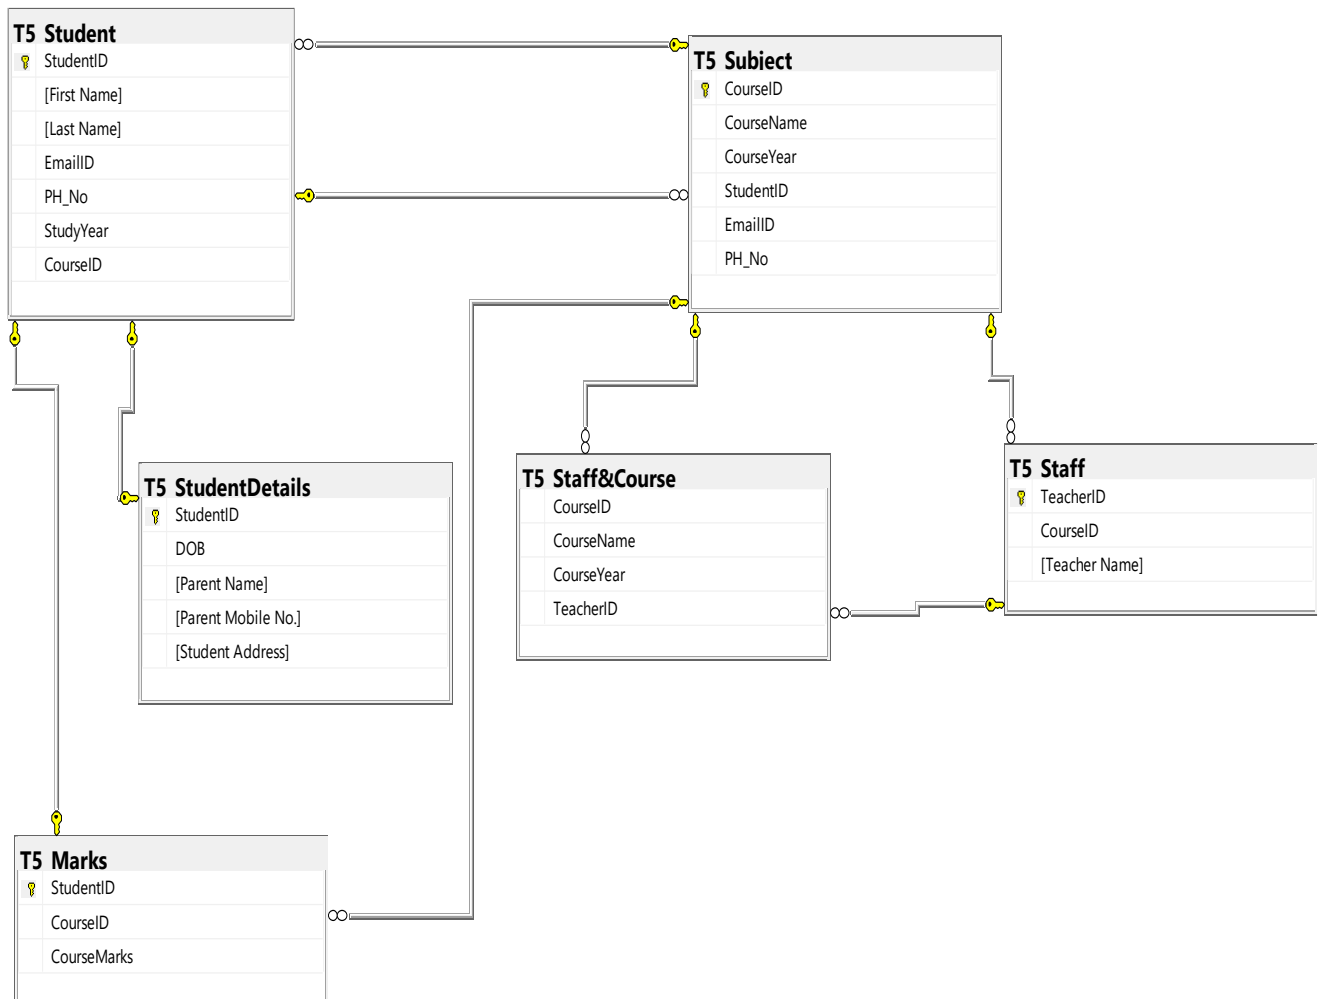 T5 Student
StudentID
[First Name]
[Last Name]
EmailID
PH_No
StudyYear
CourseID
T5 Subject
CourseID
CourseName
CourseYear
StudentID
EmailID
PH_No
T5 StudentDetails
StudentID
DOB
[Parent Name]
[Parent Mobile No.]
[Student Address]
T5 Staff&Course
CourseID
CourseName
CourseYear
TeacherID
T5 Staff
TeacherID
CourseID
[Teacher Name]
T5 Marks
StudentID
CourseID
CourseMarks